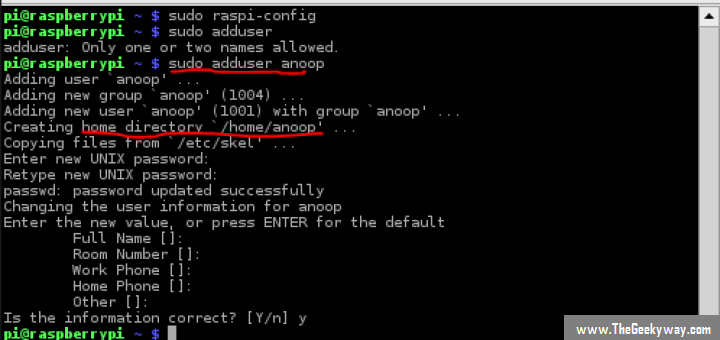 pi@raspberrypi ~ $ sudo raspi-config
pi@raspberrypi ~ $ sudo adduser
adduser: Only one or two names allowed.
pi@raspberrypi ~ $ sudo adduser anoop
Adding user `anoop' ...
Adding new group `anoop' (1004) ...
Adding new user `anoop' (1001) with group `anoop' ...
Creating home directory `/home/anoop' ...
Copying files from `/etc/skel' ...
Enter new UNIX password:
Retype new UNIX password:
passwd: password updated successfully
Changing the user information for anoop
Enter the new value, or press ENTER for the default
Full Name []:
Room Number []:
Work Phone []:
Home Phone []:
Other []:
Is the information correct? [Y/n] y
pi@raspberrypi ~ $
www.TheGeekyway.com